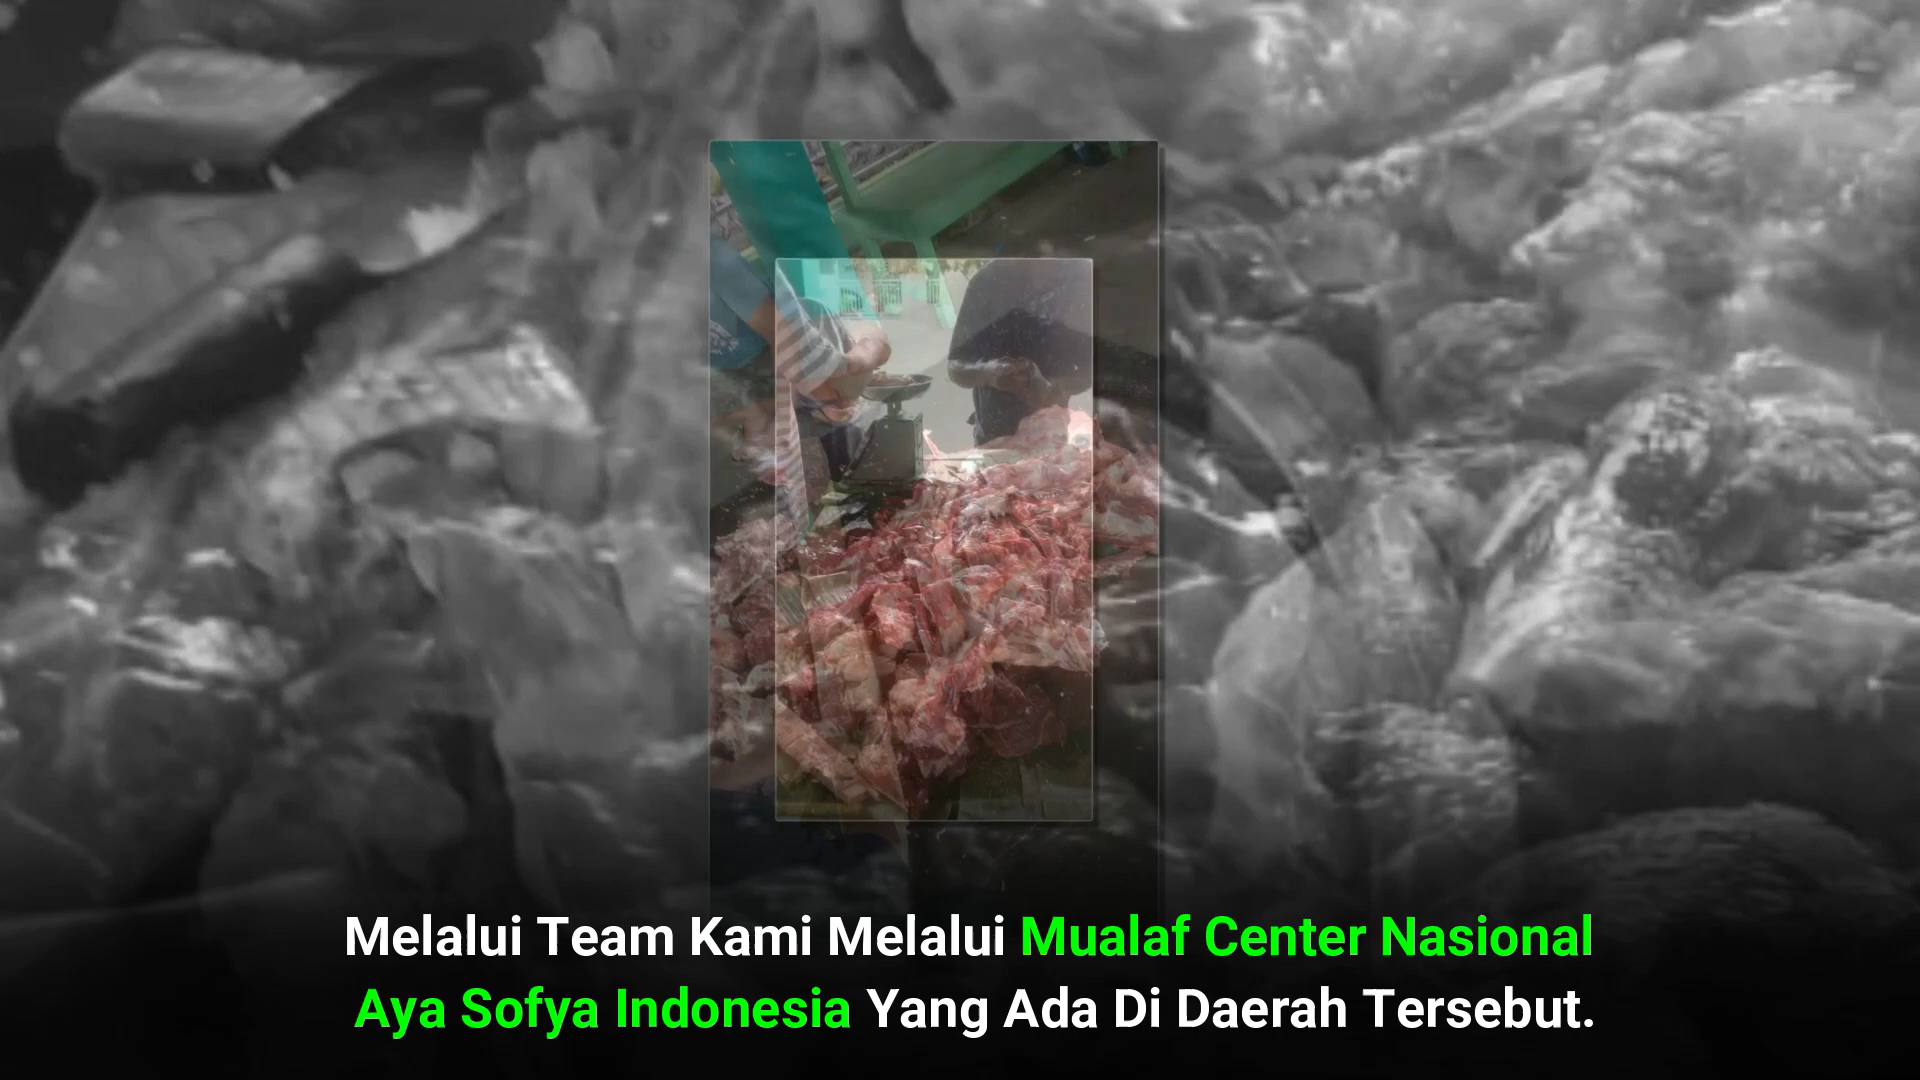 Melalui Team Kami Melalui Mualaf Center Nasional
Aya Sofya Indonesia Yang Ada Di Daerah Tersebut.